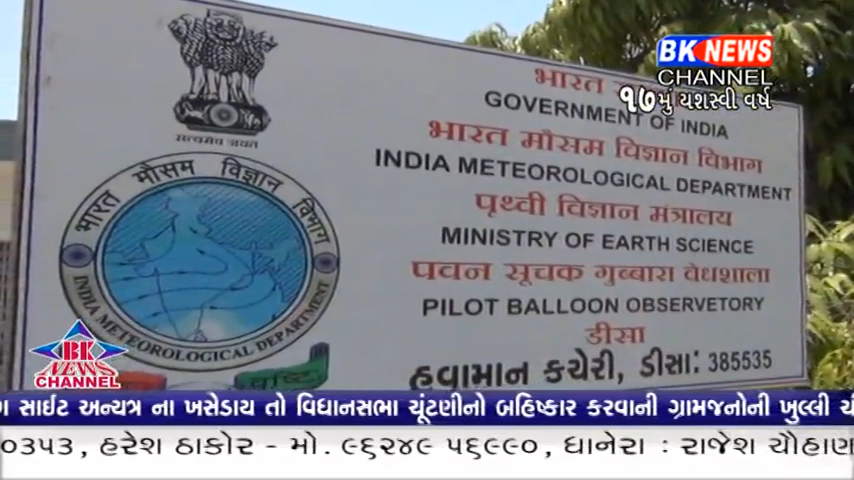 BK NEWS
CHANNEL
૧૭મું યશસ્વી વર્ષ
भारत
GOVERNMENT OF INDIA
भारत मौसम विज्ञान विभाग
INDIA METEOROLOGICAL DEPARTMENT
पृथ्वी विज्ञान मंत्रालय
MINISTRY OF EARTH SCIENCE
पवन सूचक गुब्बारा वेधशाला
PILOT BALLOON OBSERVETORY
डीसा
હવામાન કચેરી, ડીસા: 385535
सत्यमेव जयते
भारत मौसम विज्ञान विभाग
INDIA METEOROLOGICAL DEPARTMENT
BK
NEWS
CHANNEL
સાઈટ અન્યત્ર ના ખસેડાય તો વિધાનસભા ચૂંટણીનો બહિષ્કાર કરવાની ગ્રામજનોની ખુલ્લી
૦૩૫૩, હરેશ ઠાકોર - મો. ૯૬૨૪૯ ૫૬૯૯૦, ધાનેરા : રાજેશ ચૌહાણ